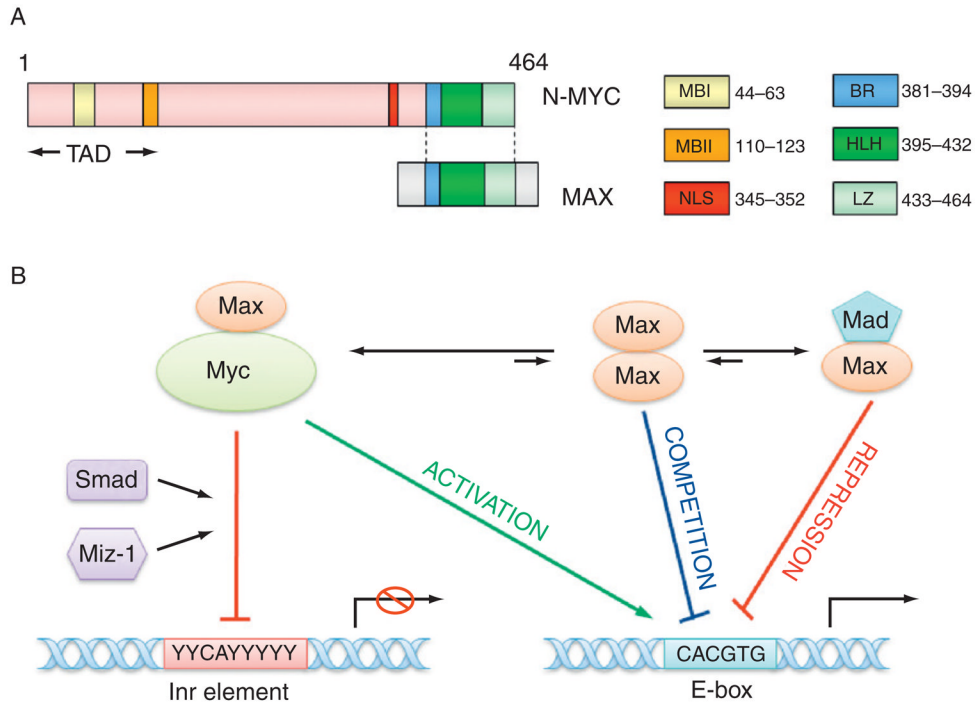 A
1 464
N-MYC
TAD
MAX
MBI 44–63
BR 381–394
MBII 110–123
HLH 395–432
NLS 345–352
LZ 433–464
B
Max
Myc
Max
Max
Mad
Max
Smad
Miz-1
ACTIVATION
COMPETITION
REPRESSION
YYCAYYYYY
Inr element
CACGTG
E-box